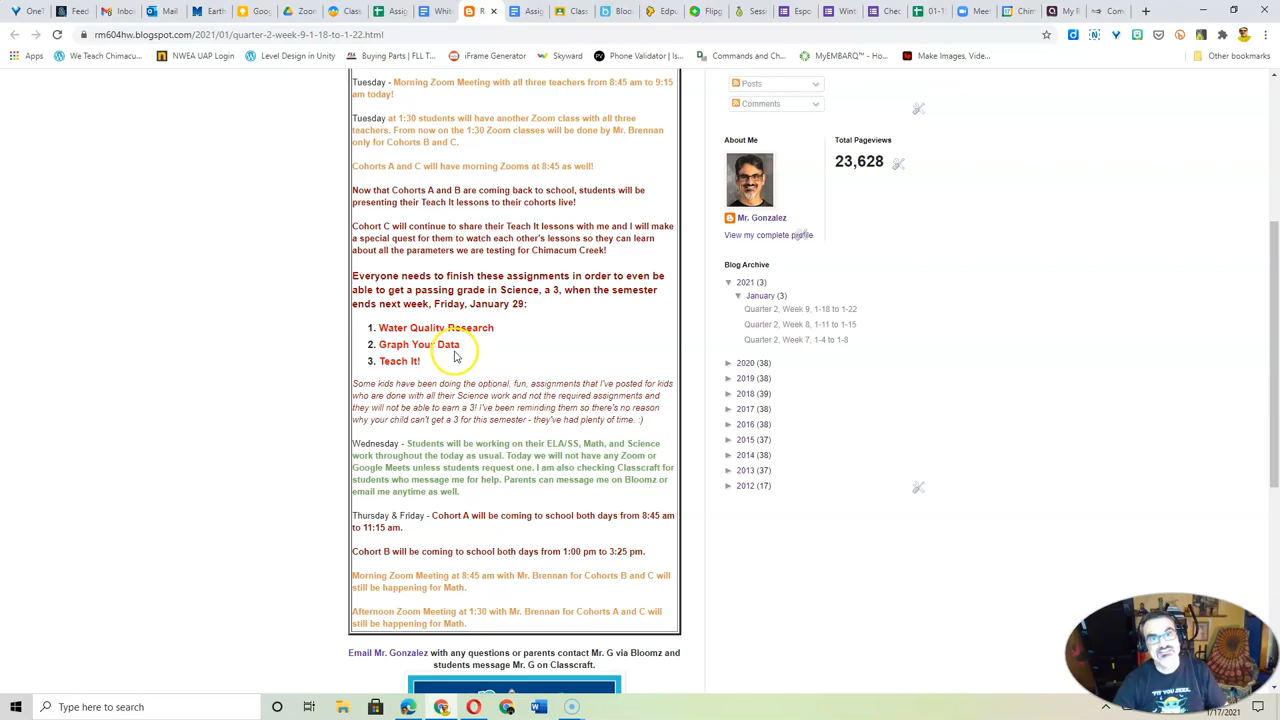 One!
Feed
rm604hw.blogspot.com/2021/01/quarter-2-week-9-1-18-to-1-22.html
Apps
We Teach Chimacu...
NWEA UAP Login
Level Design in Unity
Buying Parts | FLL T...
iFrame Generator
Skyward
Phone Validator | Is...
Commands and Ch...
MyEMBARQ™ - Ho...
Make Images, Vide...
Other bookmarks
Tuesday - Morning Zoom Meeting with all three teachers from 8:45 am to 9:15
am today!
Tuesday at 1:30 students will have another Zoom class with all three
teachers. From now on the 1:30 Zoom classes will be done by Mr. Brennan
only for Cohorts B and C.
Cohorts A and C will have morning Zooms at 8:45 as well!
Now that Cohorts A and B are coming back to school, students will be
presenting their Teach It lessons to their cohorts live!
Cohort C will continue to share their Teach It lessons with me and I will make
a special quest for them to watch each other's lessons so they can learn
about all the parameters we are testing for Chimacum Creek!
Everyone needs to finish these assignments in order to even be
able to get a passing grade in Science, a 3, when the semester
ends next week, Friday, January 29:
1. Water Quality Research
2. Graph Your Data
3. Teach It!
Some kids have been doing the optional, fun, assignments that I've posted for kids
who are done with all their Science work and not the required assignments and
they will not be able to earn a 3! I've been reminding them so there's no reason
why your child can't get a 3 for this semester - they've had plenty of time. :)
Wednesday - Students will be working on their ELA/SS, Math, and Science
work throughout the today as usual. Today we will not have any Zoom or
Google Meets unless students request one. I am also checking Classcraft for
students who message me for help. Parents can message me on Bloomz or
email me anytime as well.
Thursday & Friday - Cohort A will be coming to school both days from 8:45 am
to 11:15 am.
Cohort B will be coming to school both days from 1:00 pm to 3:25 pm.
Morning Zoom Meeting at 8:45 am with Mr. Brennan for Cohorts B and C will
still be happening for Math.
Afternoon Zoom Meeting at 1:30 with Mr. Brennan for Cohorts A and C will
still be happening for Math.
Email Mr. Gonzalez with any questions or parents contact Mr. G via Bloomz and
students message Mr. G on Classcraft.
Posts
Comments
About Me
Mr. Gonzalez
View my complete profile
Total Pageviews
23,628
Blog Archive
▼ 2021 (3)
▼ January (3)
Quarter 2, Week 9, 1-18 to 1-22
Quarter 2, Week 8, 1-11 to 1-15
Quarter 2, Week 7, 1-4 to 1-8
► 2020 (38)
► 2019 (38)
► 2018 (39)
► 2017 (38)
► 2016 (38)
► 2015 (37)
► 2014 (38)
► 2013 (37)
► 2012 (17)
Type here to search
1/17/2021